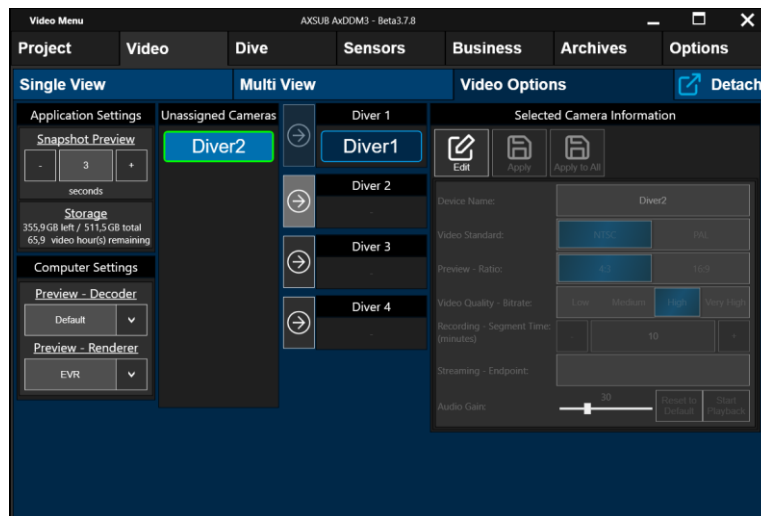 Video Menu
AXSUB AxDDM3 - Beta3.7.8
Project Video Dive Sensors Business Archives Options
Single View Multi View Video Options Detach
Application Settings
Snapshot Preview
- 3 +
seconds
Storage
355,9GB left / 511,5GB total
65,9 video hour(s) remaining
Computer Settings
Preview - Decoder
Default
Preview - Renderer
EVR
Unassigned Cameras
Diver2
Diver 1
Diver1
Diver 2
-
Diver 3
-
Diver 4
-
Selected Camera Information
Edit Apply Apply to All
Device Name: Diver2
Video Standard: NTSC PAL
Preview - Ratio: 4:3 16:9
Video Quality - Bitrate: Low Medium High Very High
Recording - Segment Time:
(minutes) - 10 +
Streaming - Endpoint:
Audio Gain: 30 Reset to Start
Default Playback